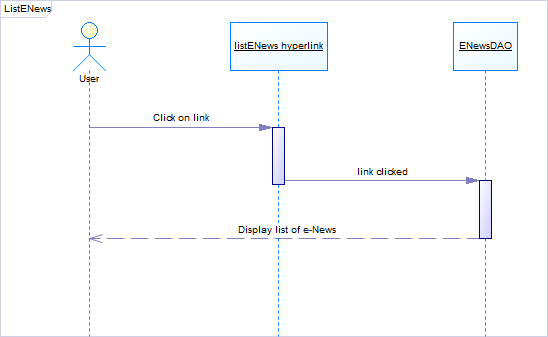 ListENews
listENews hyperlink
ENewsDAO
User
Click on link
link clicked
Display list of e-News